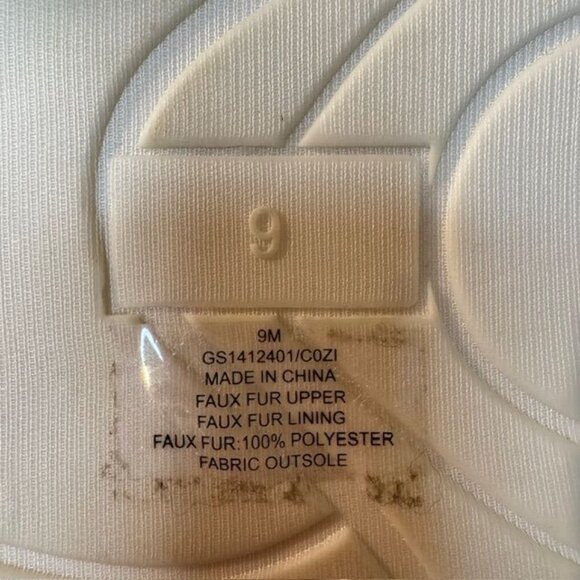 9
9M
GS1412401/C0ZI
MADE IN CHINA
FAUX FUR UPPER
FAUX FUR LINING
FAUX FUR:100% POLYESTER
FABRIC OUTSOLE